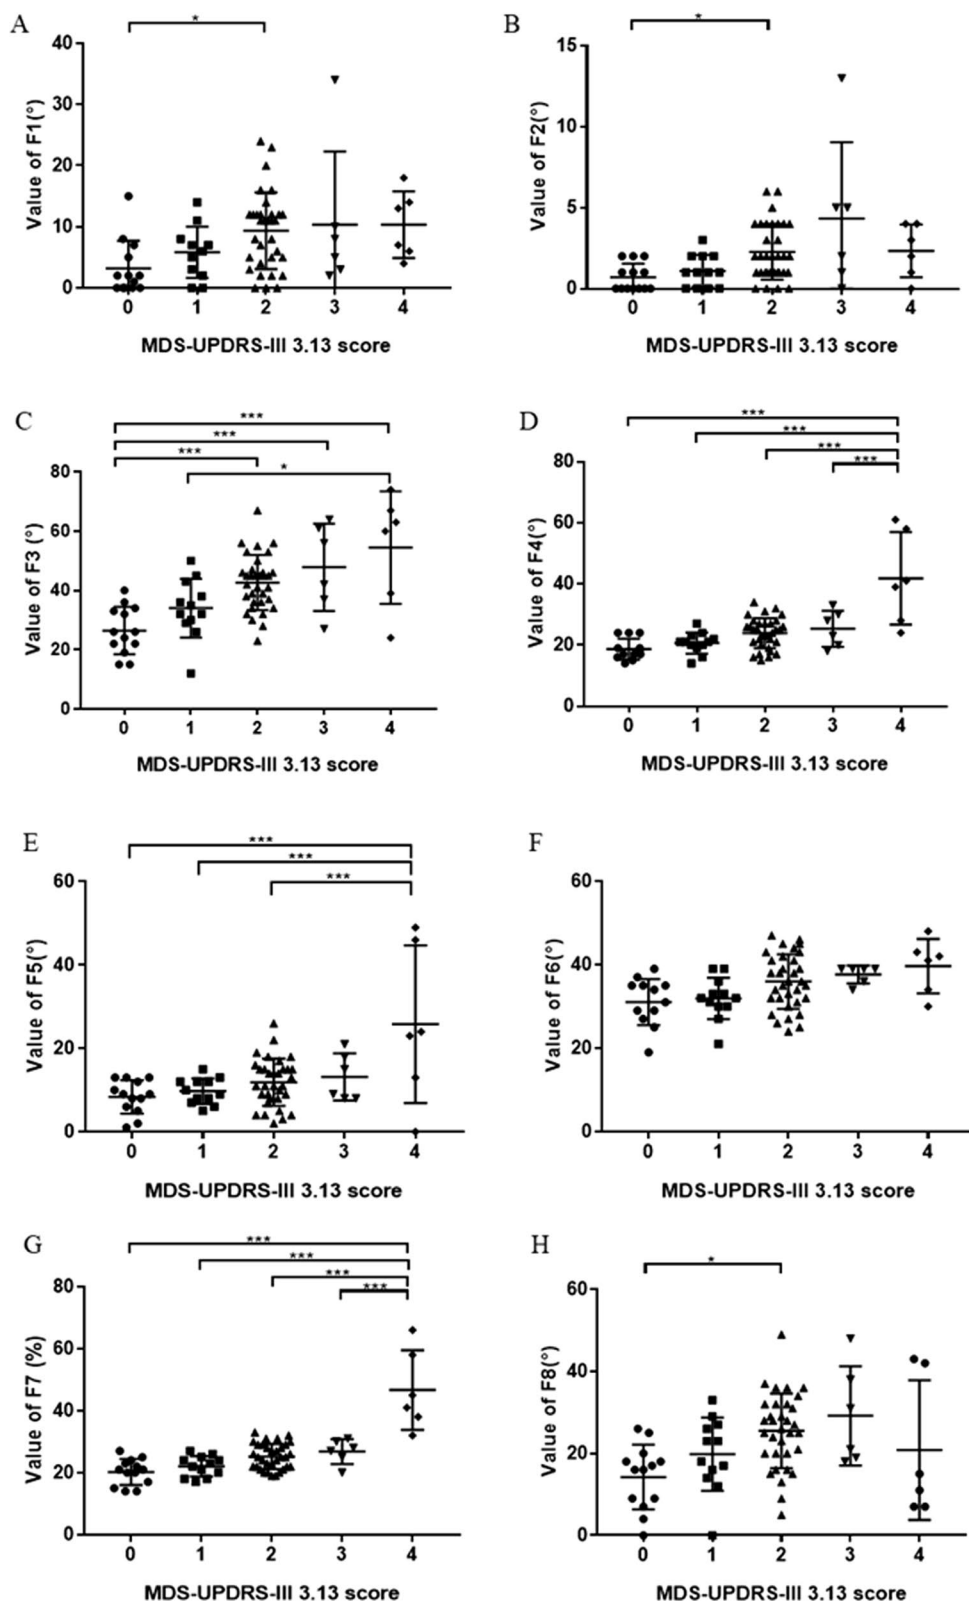 A
*
Value of F1(°)
40
30
20
10
0
0 1 2 3 4
MDS-UPDRS-III 3.13 score
B
*
Value of F2(°)
15
10
5
0
0 1 2 3 4
MDS-UPDRS-III 3.13 score
C
***
***
***
*
Value of F3 (°)
80
60
40
20
0
0 1 2 3 4
MDS-UPDRS-III 3.13 score
D
***
***
***
***
Value of F4(°)
80
60
40
20
0
0 1 2 3 4
MDS-UPDRS-III 3.13 score
E
***
***
***
Value of F5(°)
60
40
20
0
0 1 2 3 4
MDS-UPDRS-III 3.13 score
F
Value of F6(°)
60
40
20
0
0 1 2 3 4
MDS-UPDRS-III 3.13 score
G
***
***
***
***
Value of F7 (%)
80
60
40
20
0
0 1 2 3 4
MDS-UPDRS-III 3.13 score
H
*
Value of F8(°)
60
40
20
0
0 1 2 3 4
MDS-UPDRS-III 3.13 score